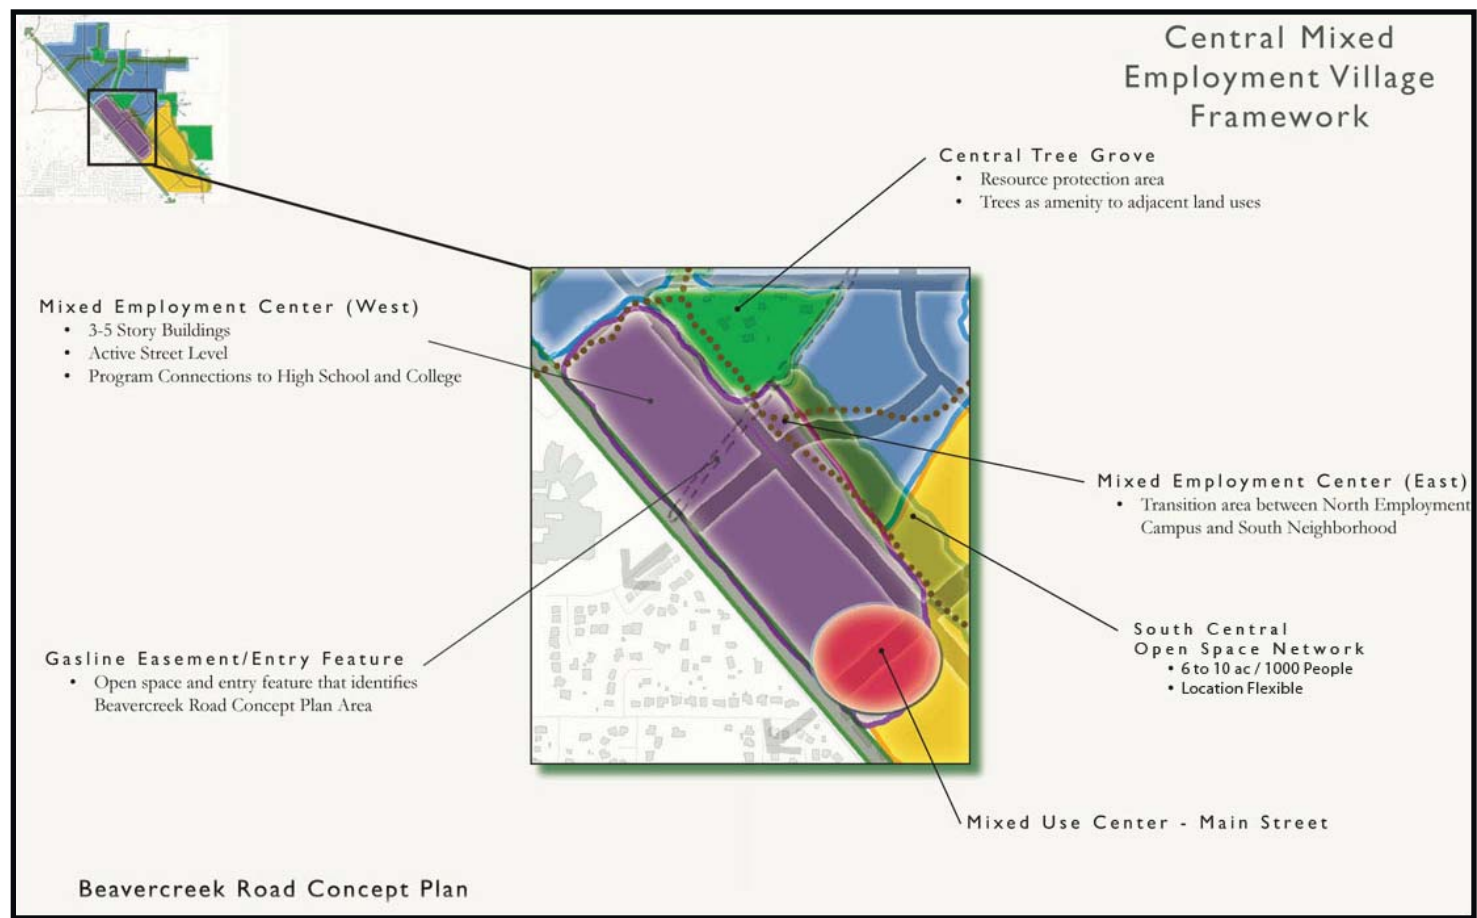 Central Mixed
Employment Village
Framework
Central Tree Grove
• Resource protection area
• Trees as amenity to adjacent land uses
Mixed Employment Center (West)
• 3-5 Story Buildings
• Active Street Level
• Program Connections to High School and College
Mixed Employment Center (East)
• Transition area between North Employment
Campus and South Neighborhood
South Central
Open Space Network
• 6 to 10 ac / 1000 People
• Location Flexible
Gasline Easement/Entry Feature
• Open space and entry feature that identifies
Beavercreek Road Concept Plan Area
Mixed Use Center - Main Street
Beavercreek Road Concept Plan